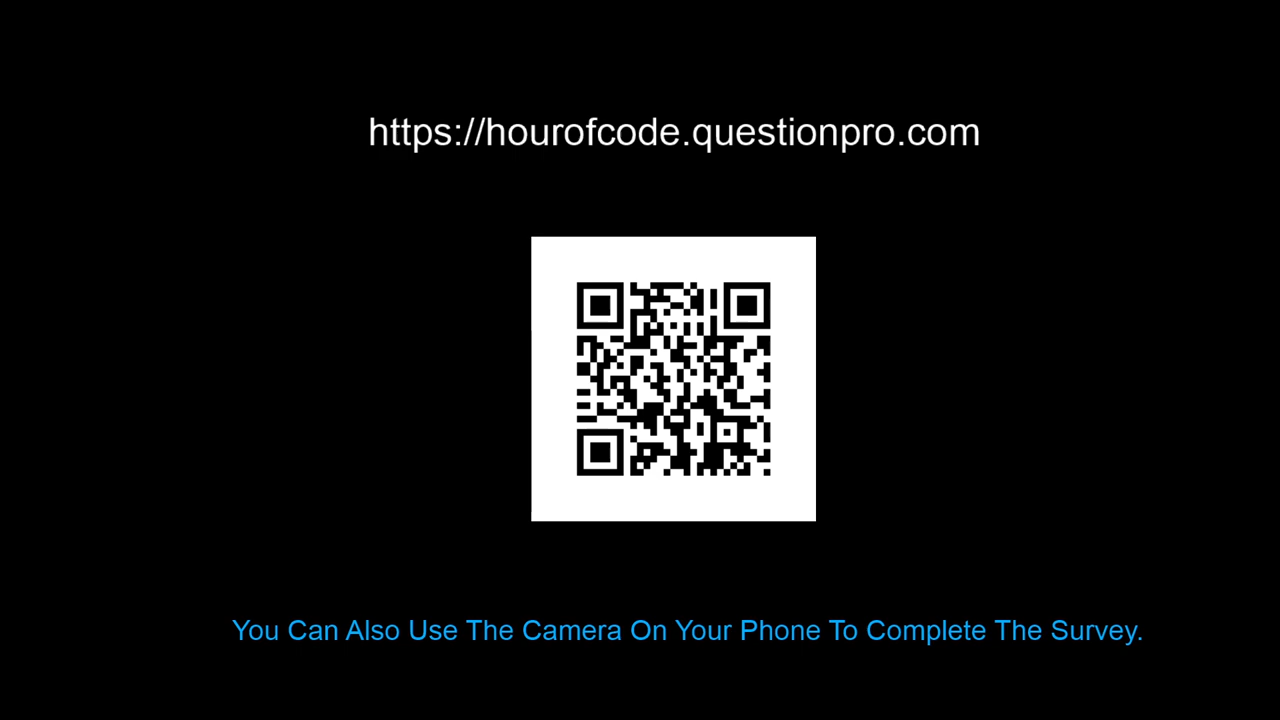 https://hourofcode.questionpro.com
You Can Also Use The Camera On Your Phone To Complete The Survey.